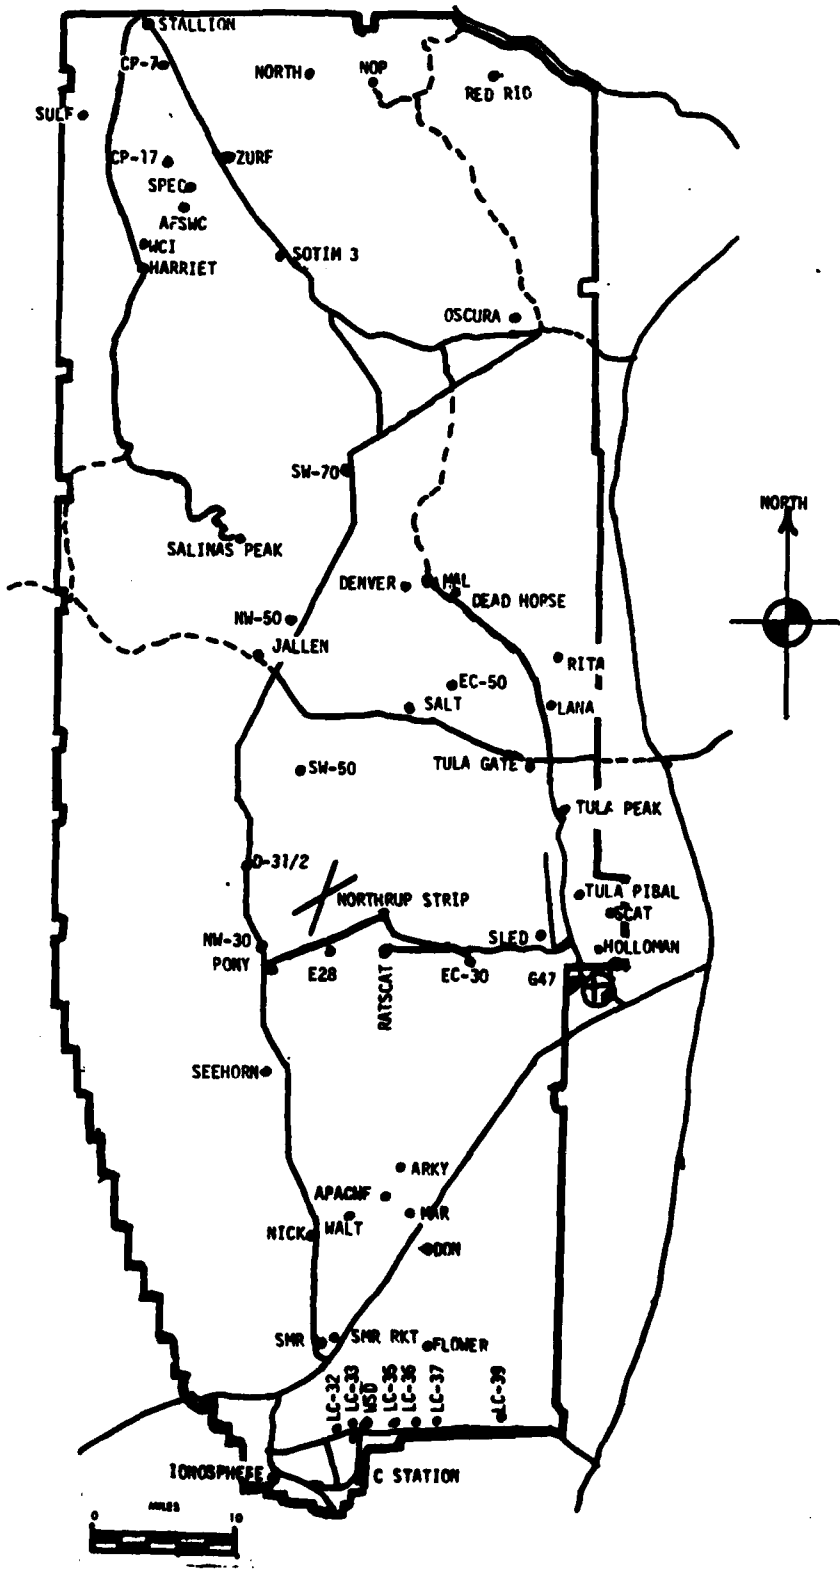 STALLION
CP-7
NORTH
NOP
RED RIO
SULF
CP-17
ZURF
SPEC
AFSWC
WCI
HARRIET
SOTIM 3
OSCURA
SW-70
NORTH
SALINAS PEAK
DENVER
MAL
DEAD HORSE
NW-50
JALLEN
RITA
EC-50
SALT
LANA
TULA GATE
SW-50
TULA PEAK
D-31/2
TULA PIBAL
NORTHRUP STRIP
SCAT
SLED
NW-30
HOLLOMAN
PONY
E28
RATSCAT
EC-30
G47
SEEHORN
ARKY
APACHE
MAR
NICK
WALT
DON
SMR
SMR RKT
FLOWER
LC-32
LC-33
WSD
LC-35
LC-36
LC-37
LC-39
IONOSPHERE
C STATION
MILES
0 10